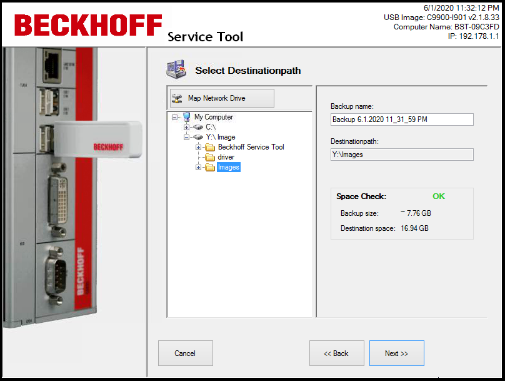 6/1/2020 11:32:12 PM
BECKHOFF Service Tool
USB Image: C9900-I901 v2.1.8.33
Computer Name: BST-09C3FD
IP: 192.178.1.1
Select Destinationpath
Map Network Drive
My Computer
C:\
Y:\ Image
Beckhoff Service Tool
driver
Images
Backup name:
Backup 6.1.2020 11_31_59 PM
Destinationpath:
Y:\Images
Space Check: OK
Backup size: ~ 7.76 GB
Destination space: 16.94 GB
BECKHOFF
Cancel
<< Back
Next >>